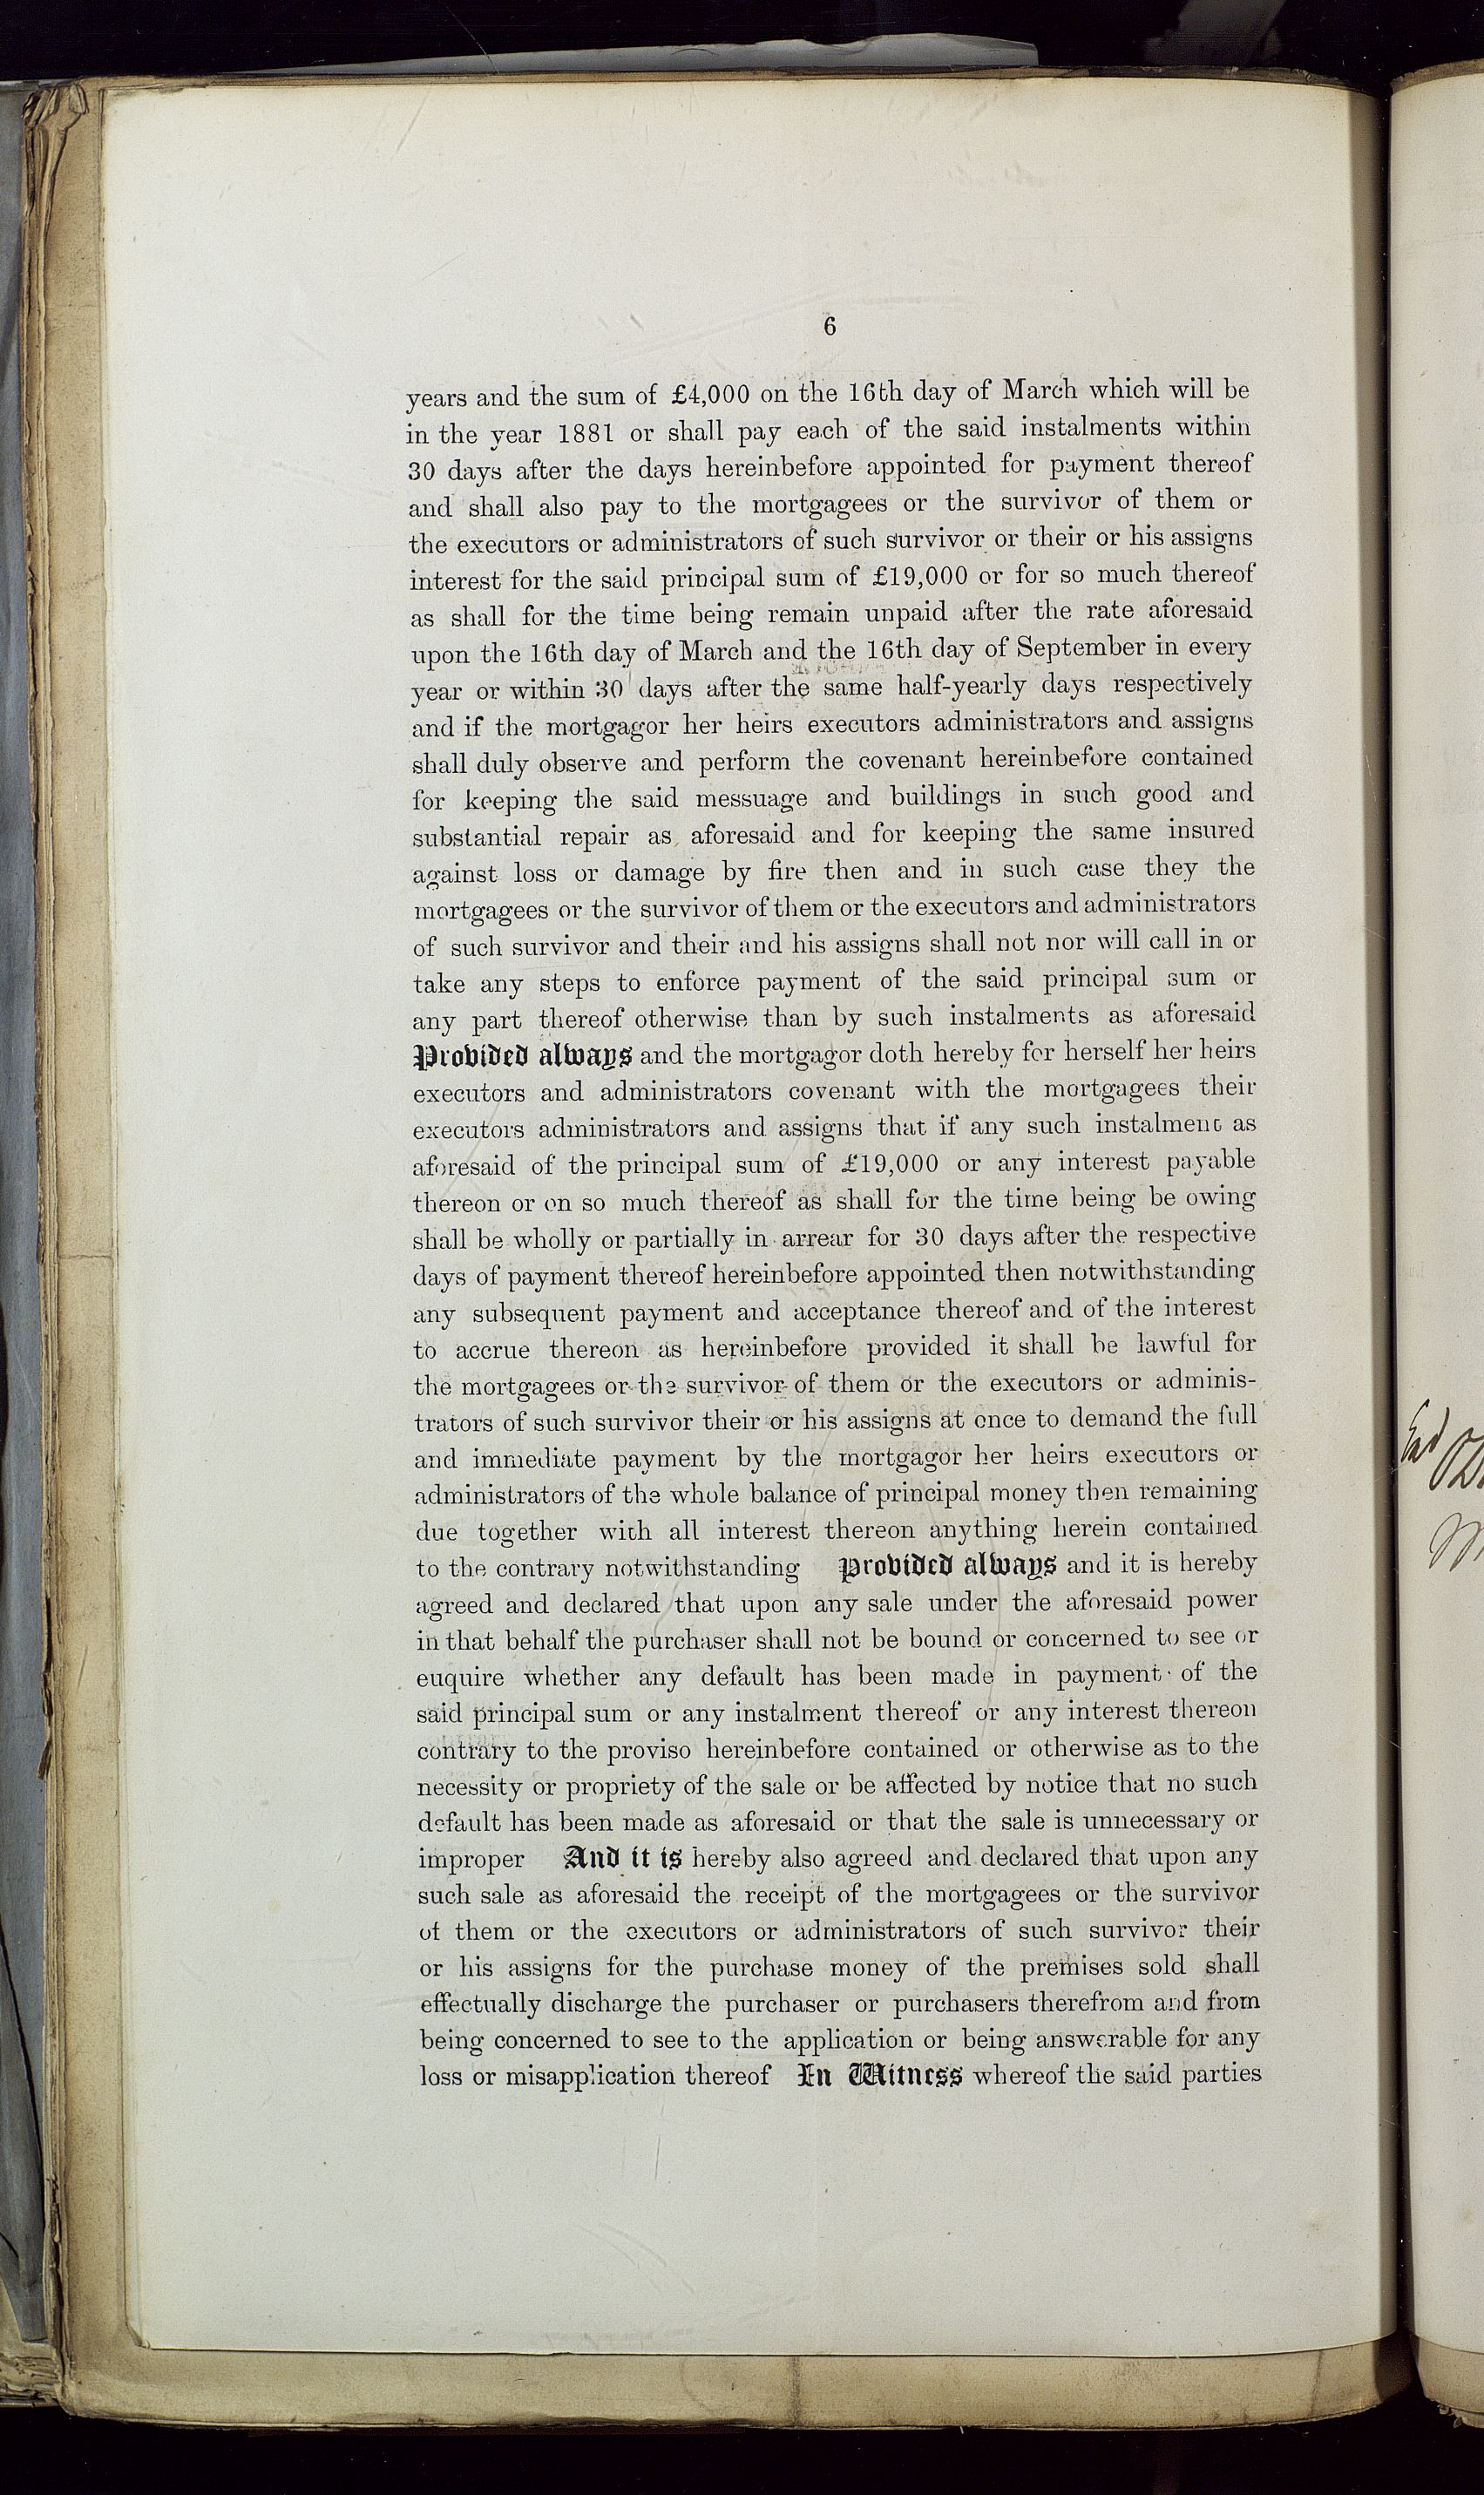 6
years and the sum of £4,000 on the 16th day of March which will be
in the year 1881 or shall pay each of the said instalments within
30 days after the days hereinbefore appointed for payment thereof
and shall also pay to the mortgagees or the survivor of them or
the executors or administrators of such survivor or their or his assigns
interest for the said principal sum of £19,000 or for so much thereof
as shall for the time being remain unpaid after the rate aforesaid
upon the 16th day of March and the 16th day of September in every
year or within 30 days after the same half-yearly days respectively
and if the mortgagor her heirs executors administrators and assigns
shall duly observe and perform the covenant hereinbefore contained
for keeping the said messuage and buildings in such good and
substantial repair as aforesaid and for keeping the same insured
against loss or damage by fire then and in such case they the
mortgagees or the survivor of them or the executors and administrators
of such survivor and their and his assigns shall not nor will call in or
take any steps to enforce payment of the said principal sum or
any part thereof otherwise than by such instalments as aforesaid
Provided always and the mortgagor doth hereby for herself her heirs
executors and administrators covenant with the mortgagees their
executors administrators and assigns that if any such instalment as
aforesaid of the principal sum of £19,000 or any interest payable
thereon or on so much thereof as shall for the time being be owing
shall be wholly or partially in arrear for 30 days after the respective
days of payment thereof hereinbefore appointed then notwithstanding
any subsequent payment and acceptance thereof and of the interest
to accrue thereon as hereinbefore provided it shall be lawful for
the mortgagees or the survivor of them or the executors or adminis-
trators of such survivor their or his assigns at once to demand the full
and immediate payment by the mortgagor her heirs executors or
administrators of the whole balance of principal money then remaining
due together with all interest thereon anything herein contained
to the contrary notwithstanding Provided always and it is hereby
agreed and declared that upon any sale under the aforesaid power
in that behalf the purchaser shall not be bound or concerned to see or
euquire whether any default has been made in payment of the
said principal sum or any instalment thereof or any interest thereon
contrary to the proviso hereinbefore contained or otherwise as to the
necessity or propriety of the sale or be affected by notice that no such
default has been made as aforesaid or that the sale is unnecessary or
improper And it is hereby also agreed and declared that upon any
such sale as aforesaid the receipt of the mortgagees or the survivor
of them or the executors or administrators of such survivor their
or his assigns for the purchase money of the premises sold shall
effectually discharge the purchaser or purchasers therefrom and from
being concerned to see to the application or being answerable for any
loss or misapplication thereof In Witness whereof the said parties